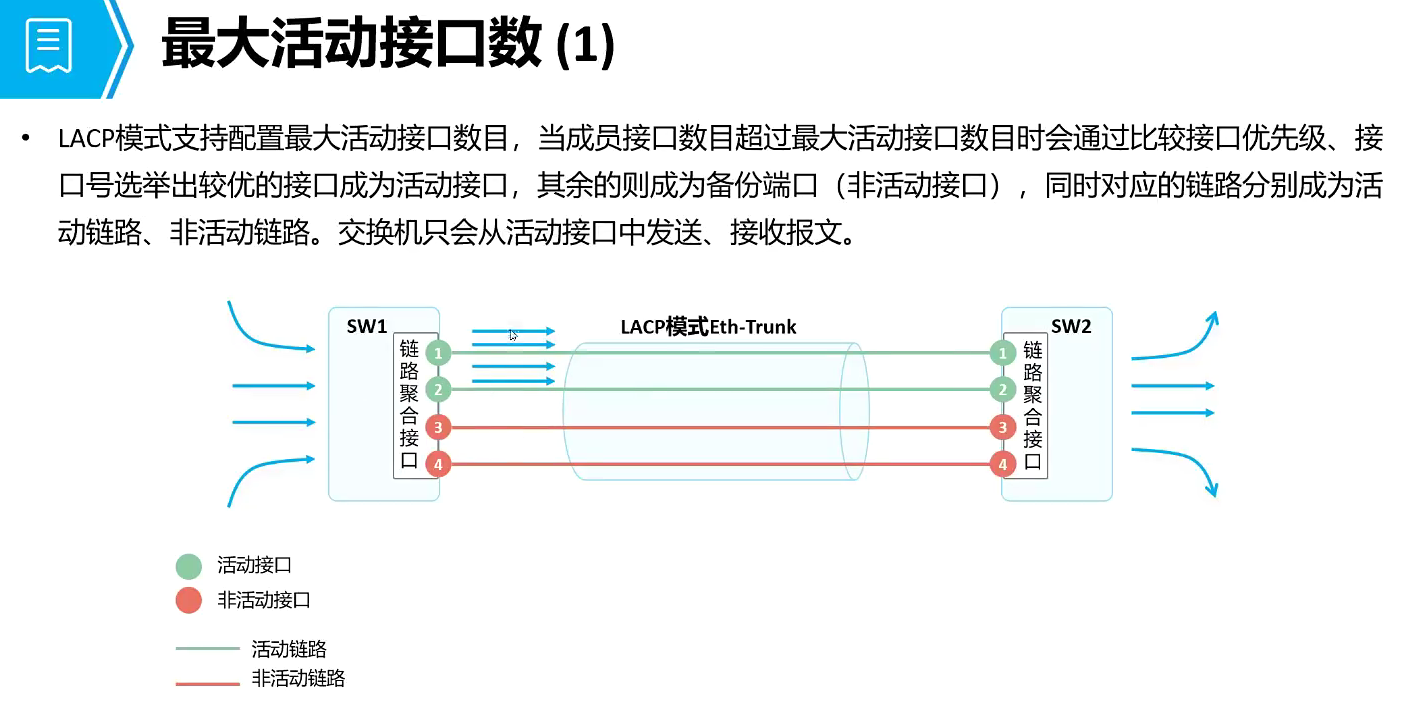 最大活动接口数 (1)
• LACP模式支持配置最大活动接口数目，当成员接口数目超过最大活动接口数目时会通过比较接口优先级、接
口号选举出较优的接口成为活动接口，其余的则成为备份端口（非活动接口），同时对应的链路分别成为活
动链路、非活动链路。交换机只会从活动接口中发送、接收报文。
SW1
LACP模式Eth-Trunk
SW2
链路聚合接口
1
2
3
4
1
2
3
4
链路聚合接口
活动接口
非活动接口
活动链路
非活动链路